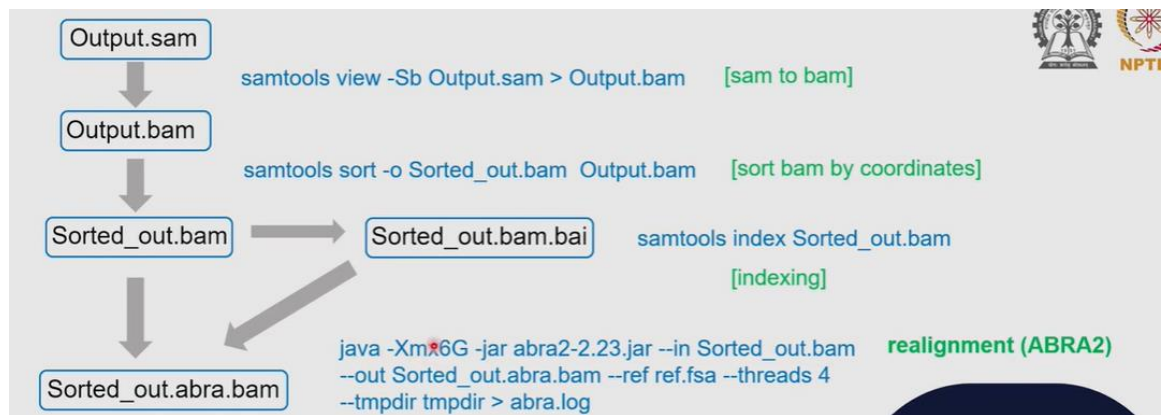 Output.sam
samtools view -Sb Output.sam > Output.bam [sam to bam]
Output.bam
samtools sort -o Sorted_out.bam Output.bam [sort bam by coordinates]
Sorted_out.bam
Sorted_out.bam.bai
samtools index Sorted_out.bam
[indexing]
java -Xmx6G -jar abra2-2.23.jar --in Sorted_out.bam
--out Sorted_out.abra.bam --ref ref.fsa --threads 4
--tmpdir tmpdir > abra.log
realignment (ABRA2)
Sorted_out.abra.bam